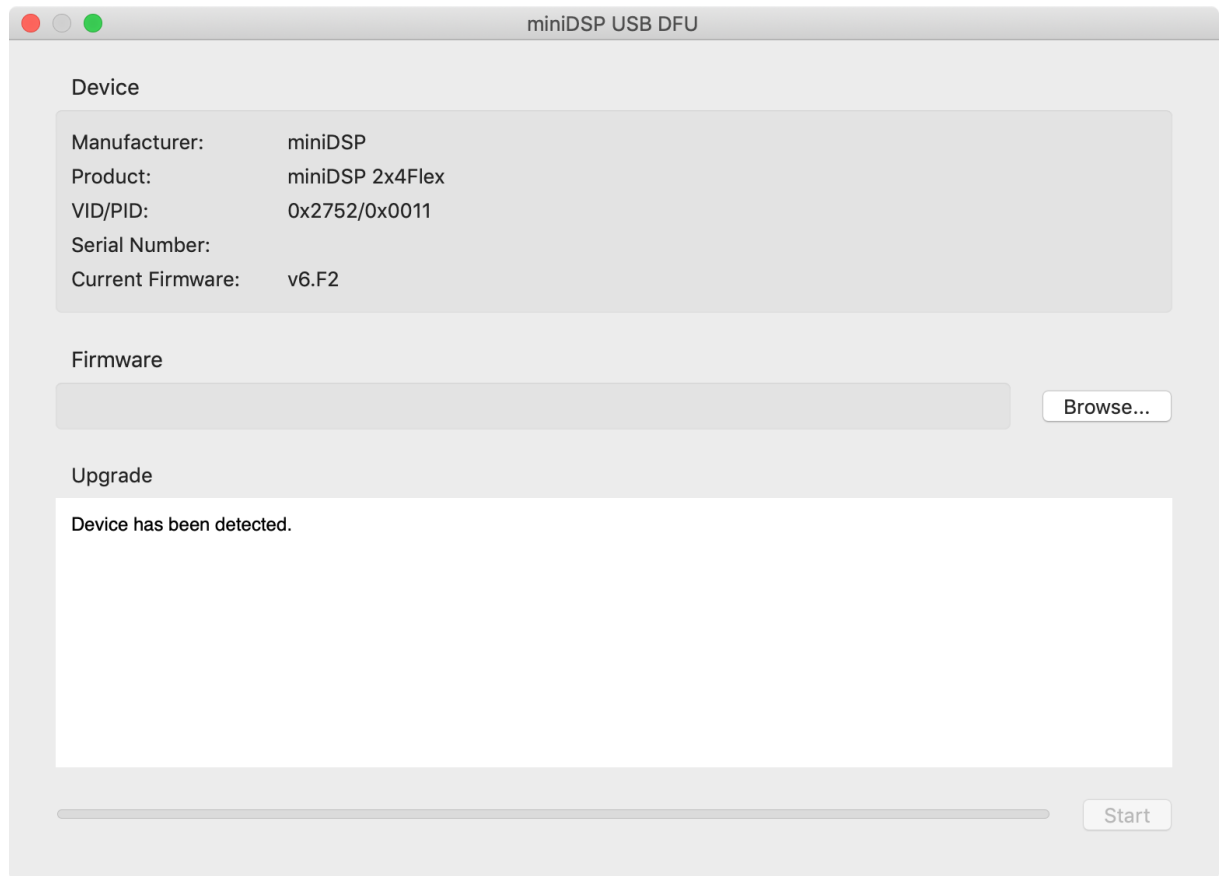 miniDSP USB DFU
Device
Manufacturer: miniDSP
Product: miniDSP 2x4Flex
VID/PID: 0x2752/0x0011
Serial Number:
Current Firmware: v6.F2
Firmware
Browse...
Upgrade
Device has been detected.
Start